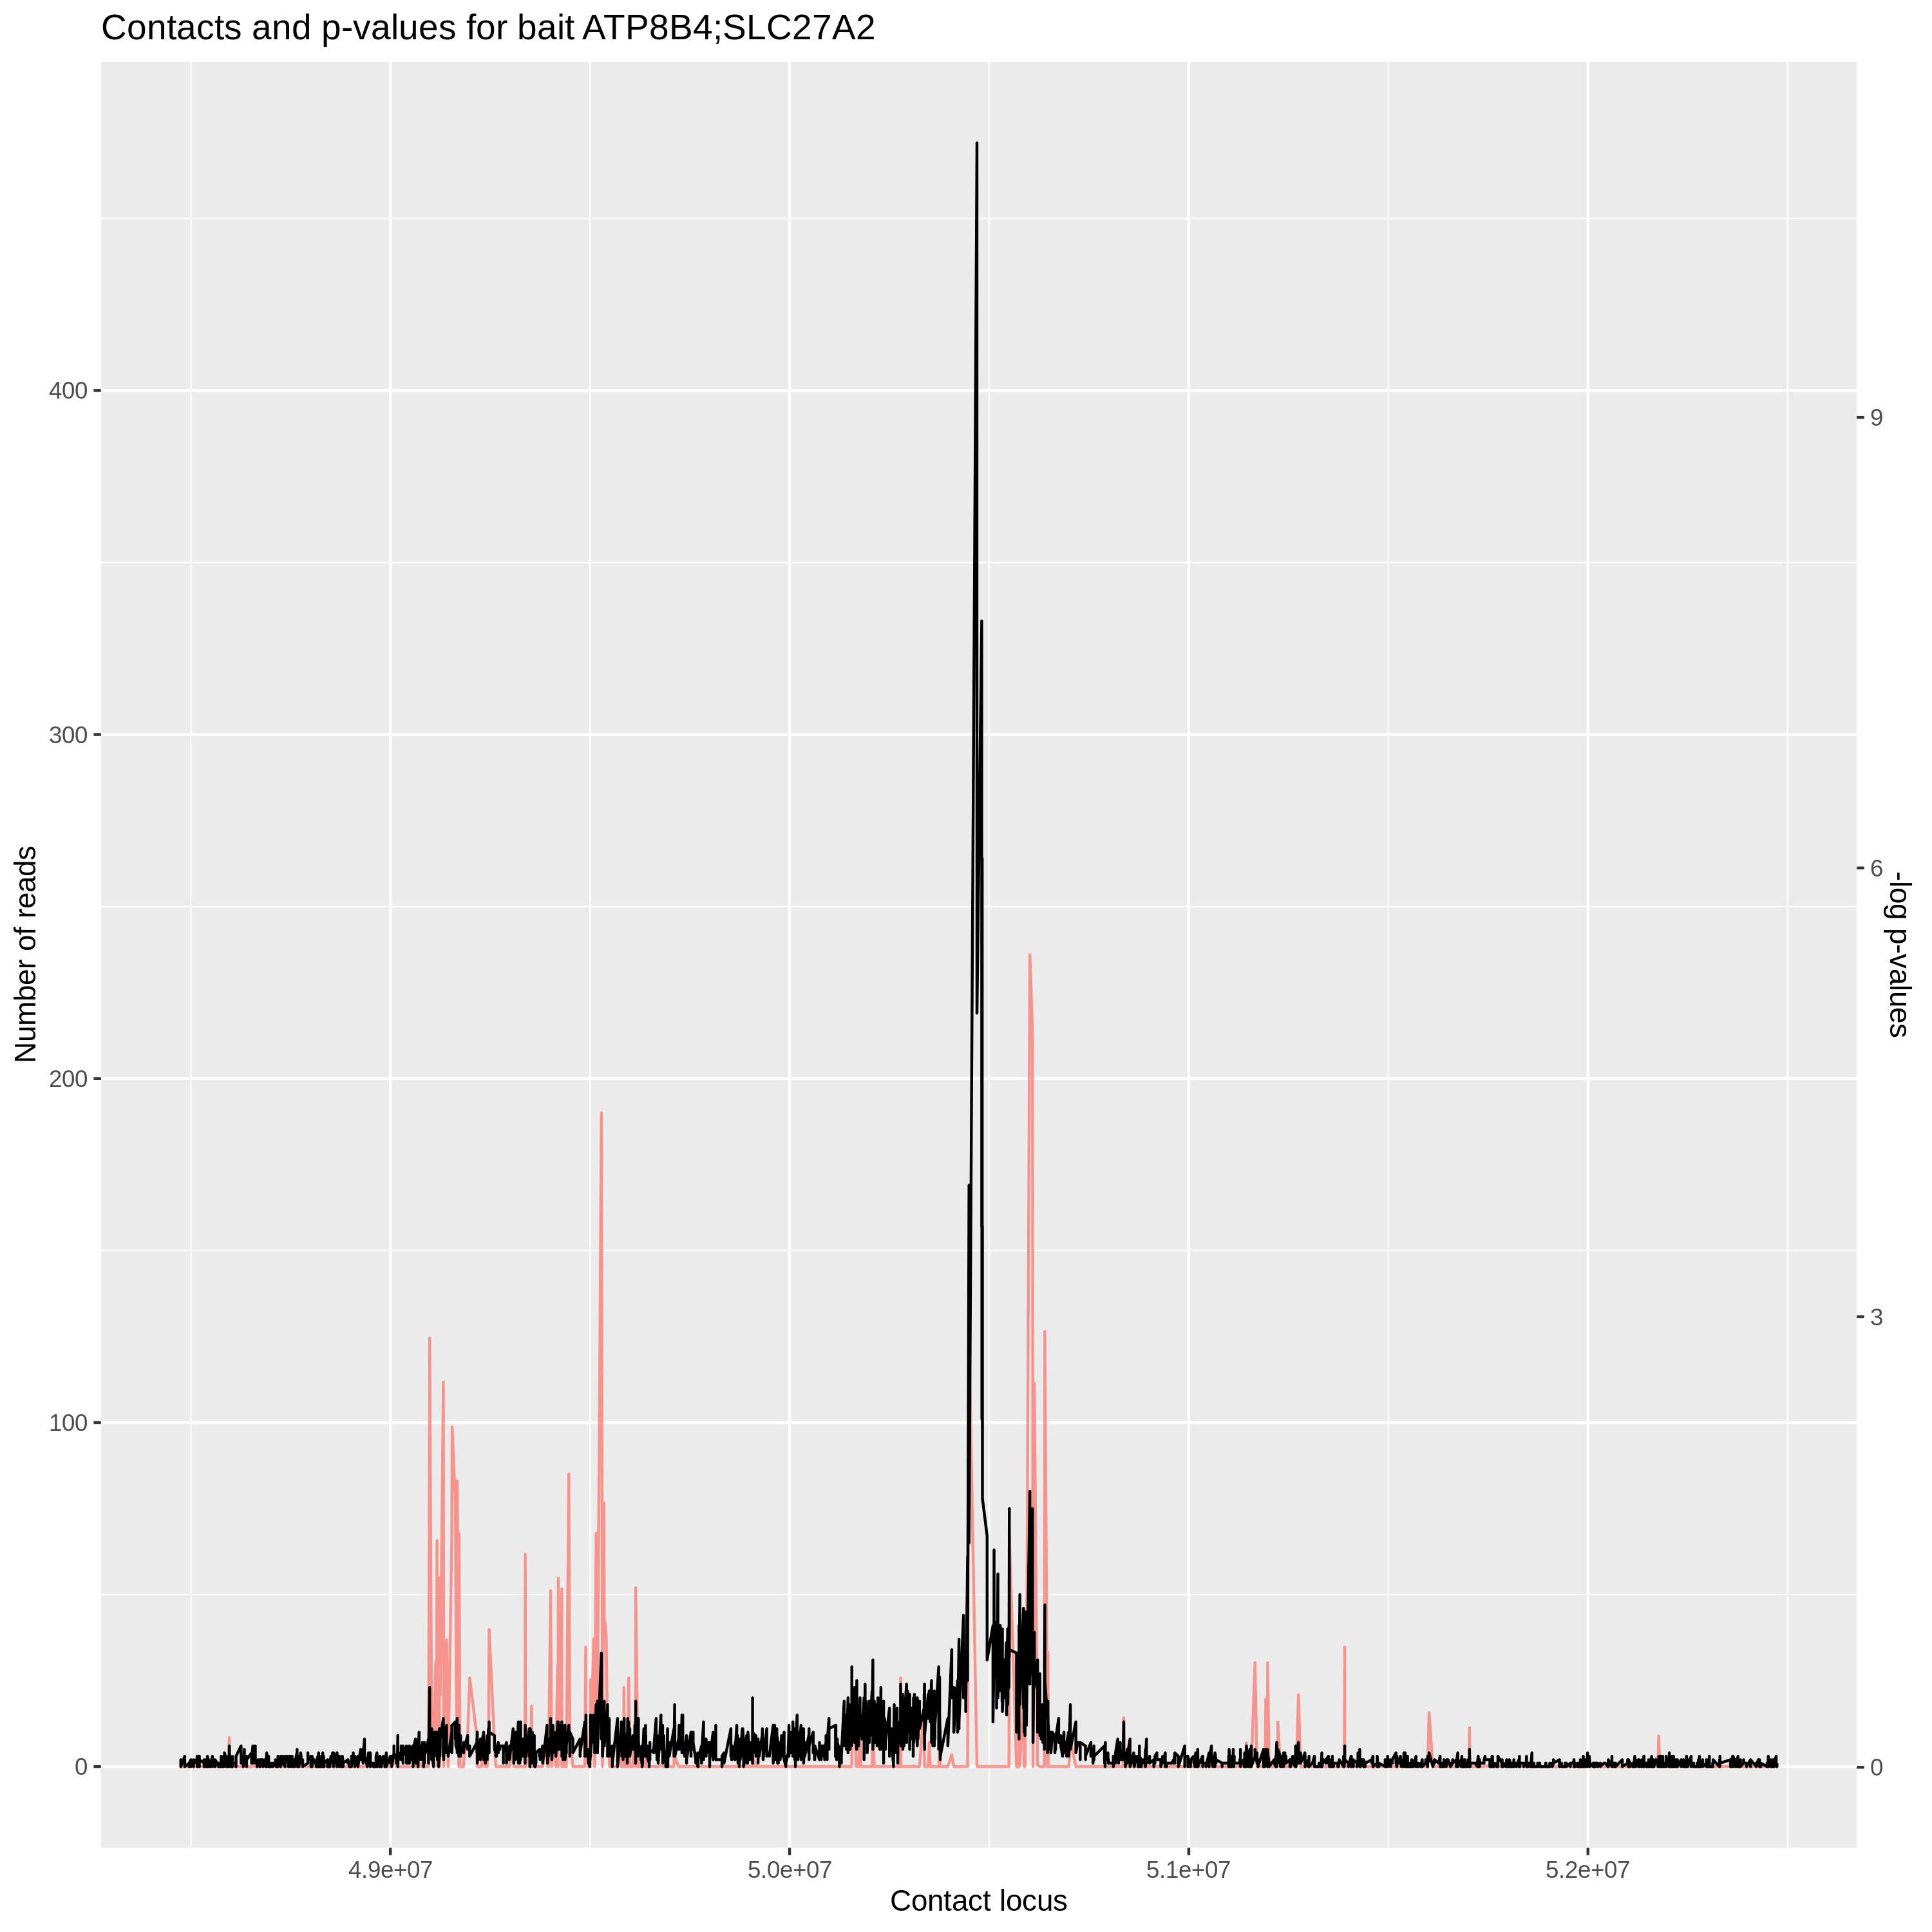 Contacts and p-values for bait ATP8B4;SLC27A2
Number of reads
400
300
200
100
0
9
6
3
0
-log p-values
4.9e+07
5.0e+07
5.1e+07
5.2e+07
Contact locus